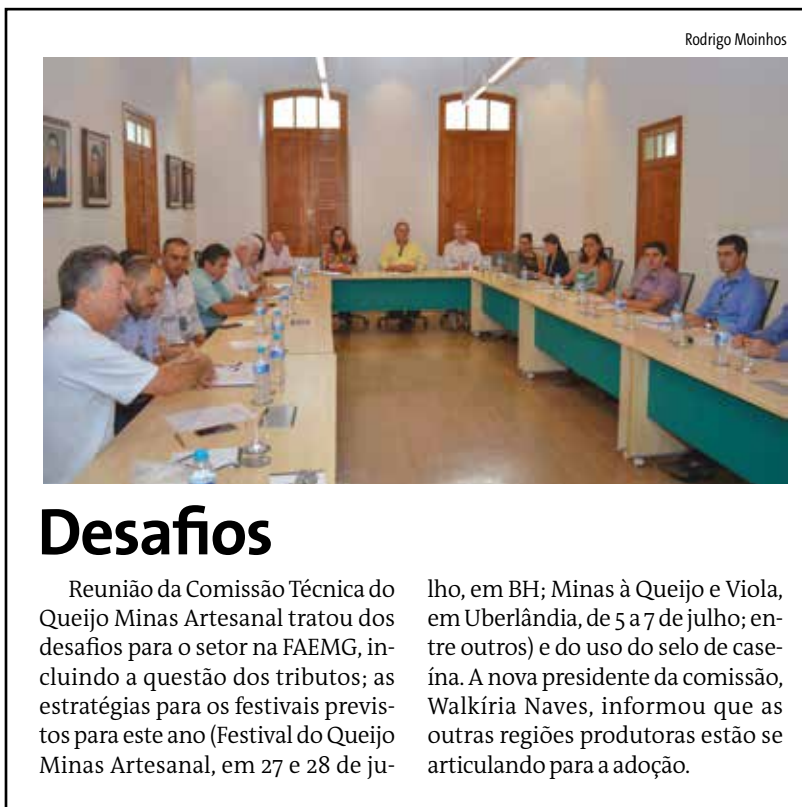 Rodrigo Moinhos
Desafios
Reunião da Comissão Técnica do
Queijo Minas Artesanal tratou dos
desafios para o setor na FAEMG, in-
cluindo a questão dos tributos; as
estratégias para os festivais previs-
tos para este ano (Festival do Queijo
Minas Artesanal, em 27 e 28 de ju-
lho, em BH; Minas à Queijo e Viola,
em Uberlândia, de 5 a 7 de julho; en-
tre outros) e do uso do selo de case-
ína. A nova presidente da comissão,
Walkíria Naves, informou que as
outras regiões produtoras estão se
articulando para a adoção.